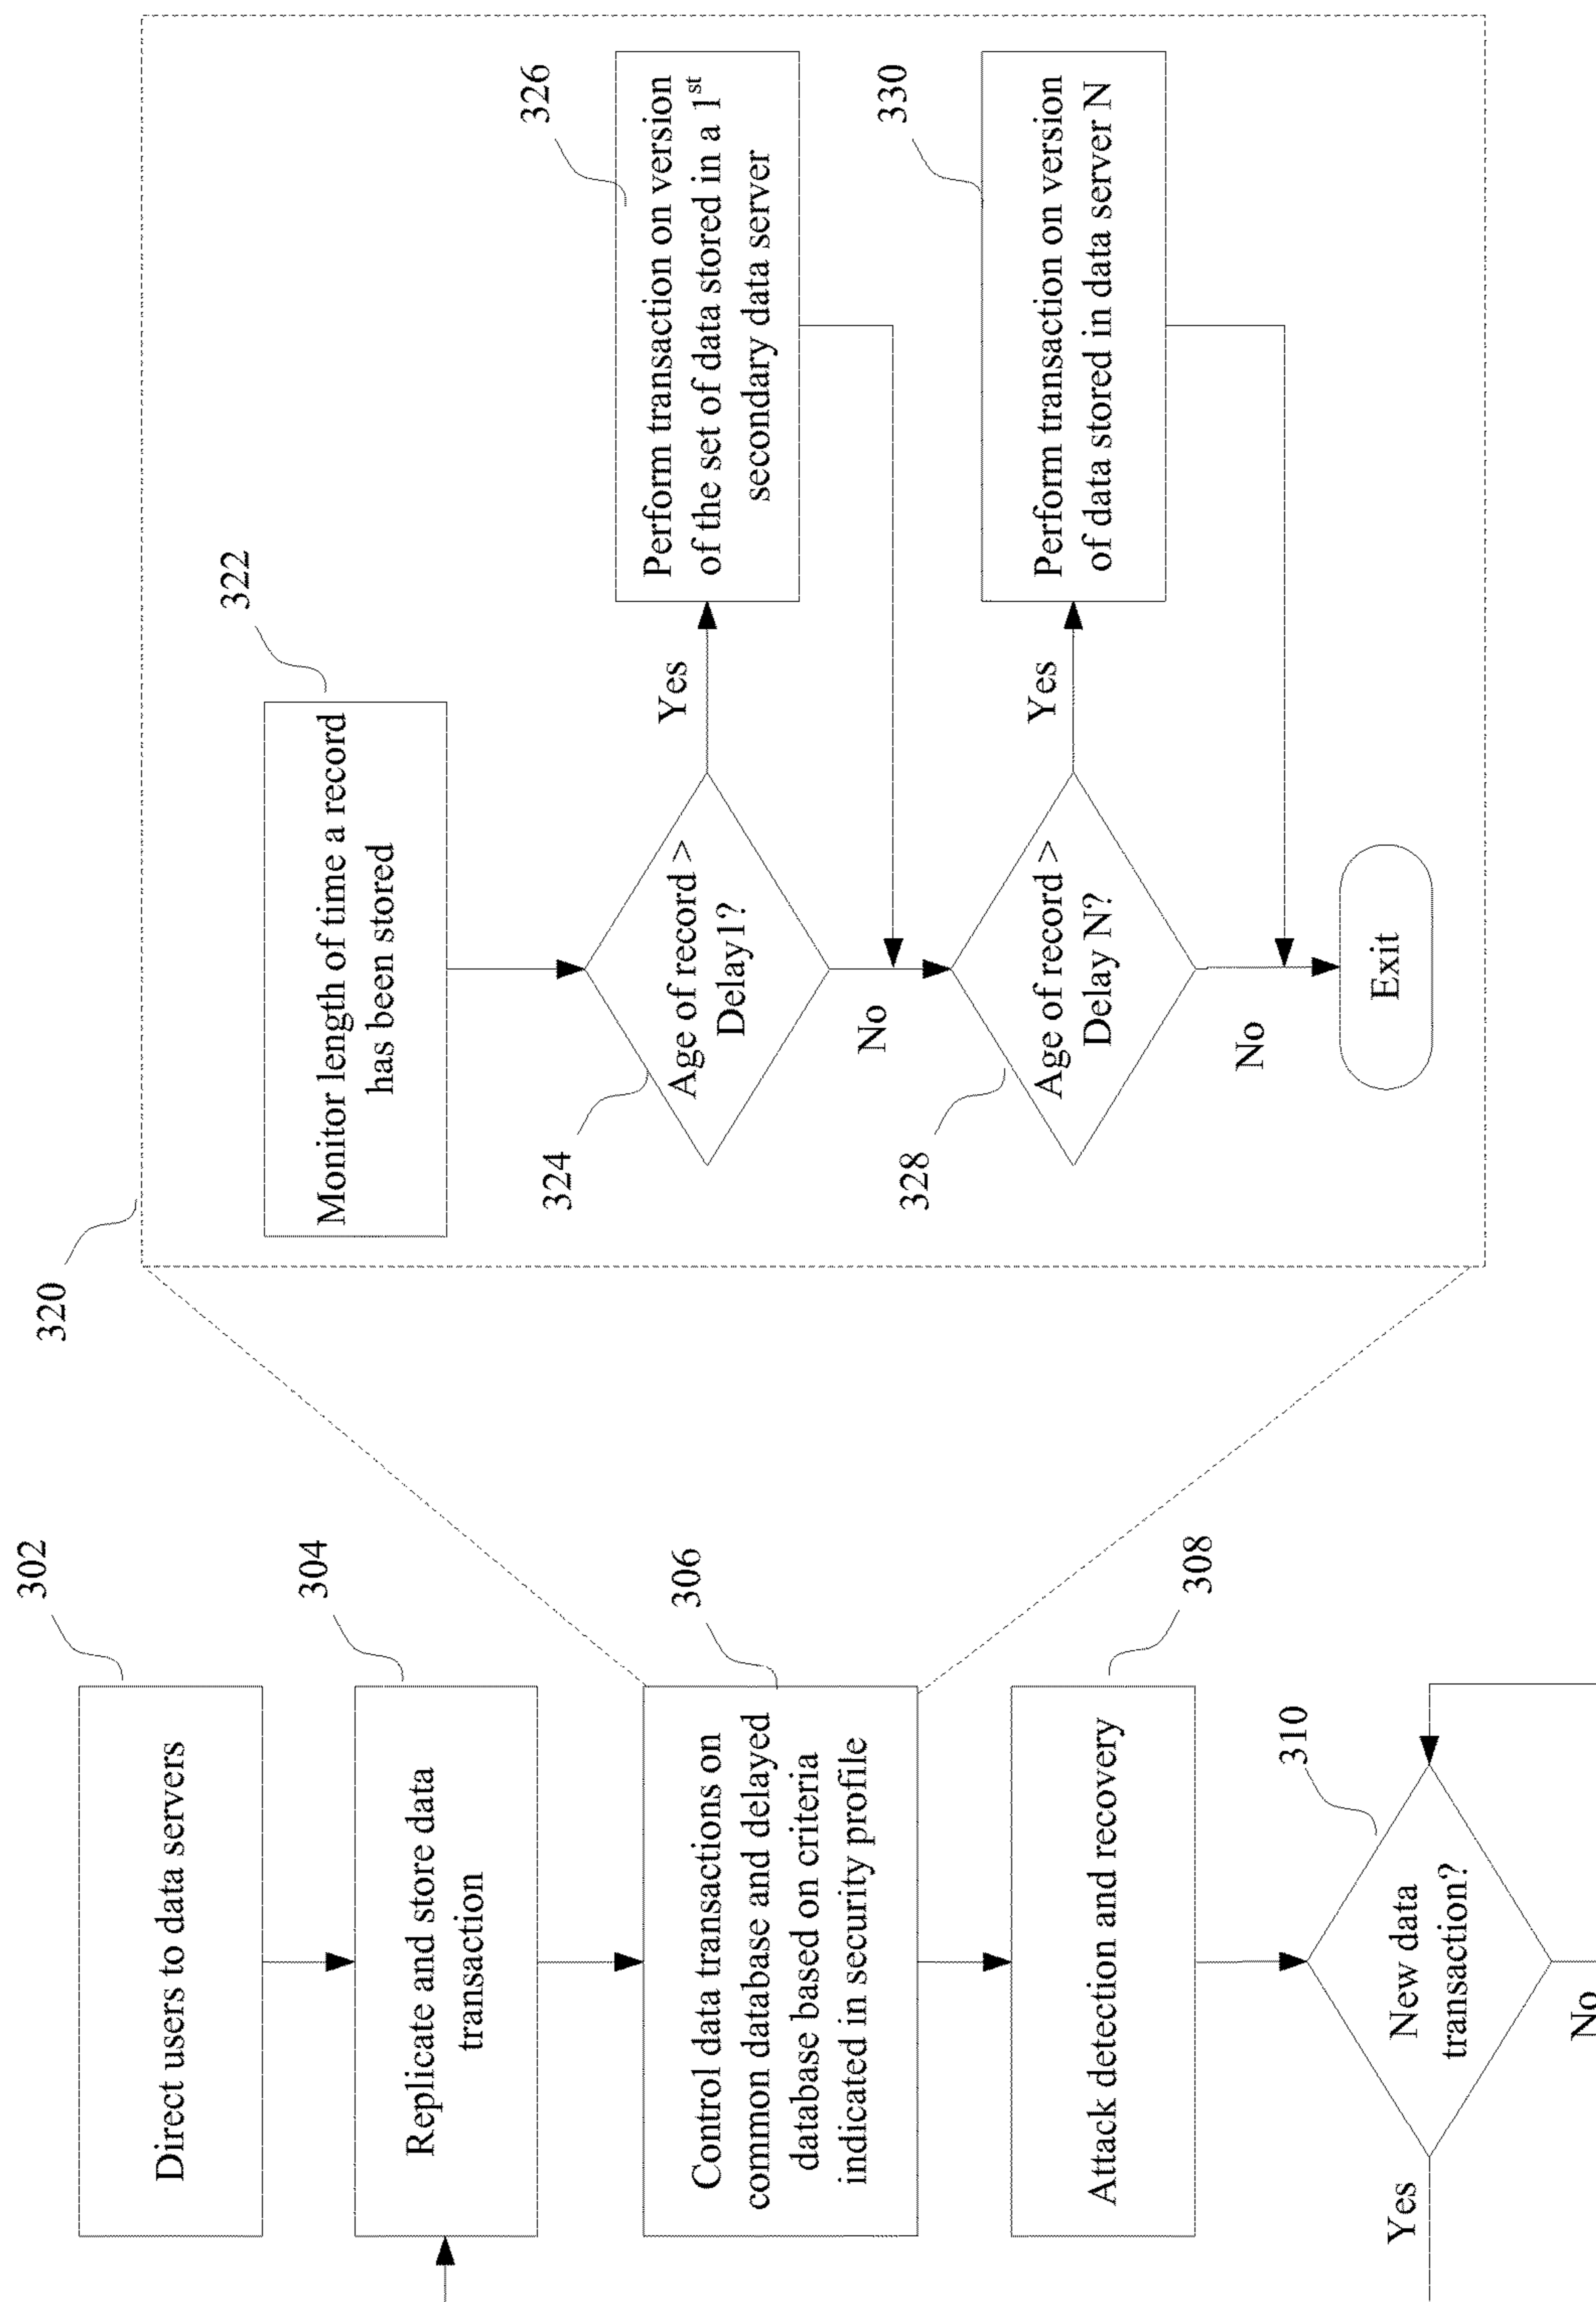 302
Direct users to data servers
304
Replicate and store data
transaction
306
Control data transactions on
common database and delayed
database based on criteria
indicated in security profile
308
Attack detection and recovery
310
New data
transaction?
Yes
No
320
322
Monitor length of time a record
has been stored
324
Age of record >
Delay1?
Yes
No
326
Perform transaction on version
of the set of data stored in a 1st
secondary data server
328
Age of record >
Delay N?
Yes
No
330
Perform transaction on version
of data stored in data server N
Exit